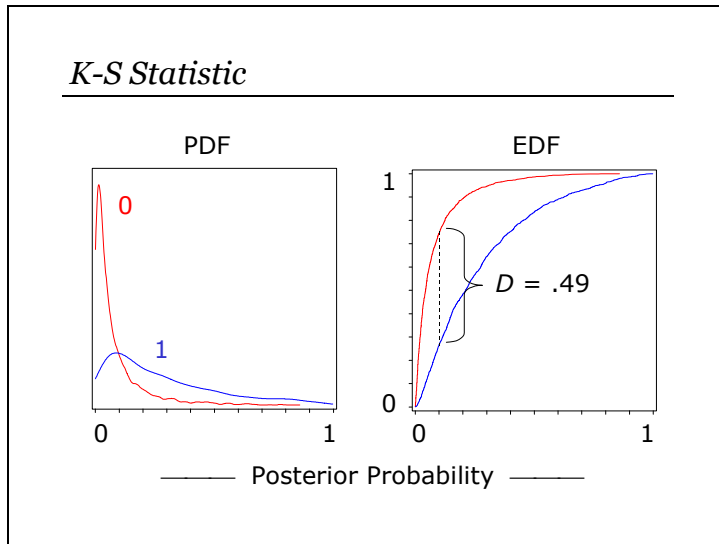 K-S Statistic
PDF
EDF
0
1
0
1
1
0
D = .49
0
1
Posterior Probability